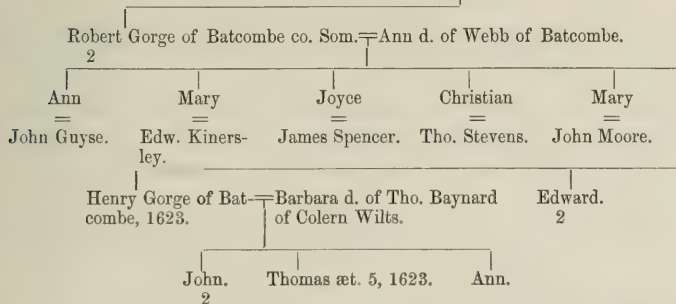 Robert Gorge of Batcombe co. Som.=Ann d. of Webb of Batcombe.
2
Ann Mary Joyce Christian Mary
= = = = =
John Guyse. Edw. Kiners- James Spencer. Tho. Stevens. John Moore.
ley.
Henry Gorge of Bat-=Barbara d. of Tho. Baynard Edward.
combe, 1623. of Colern Wilts. 2
John. Thomas æt. 5, 1623. Ann.
2